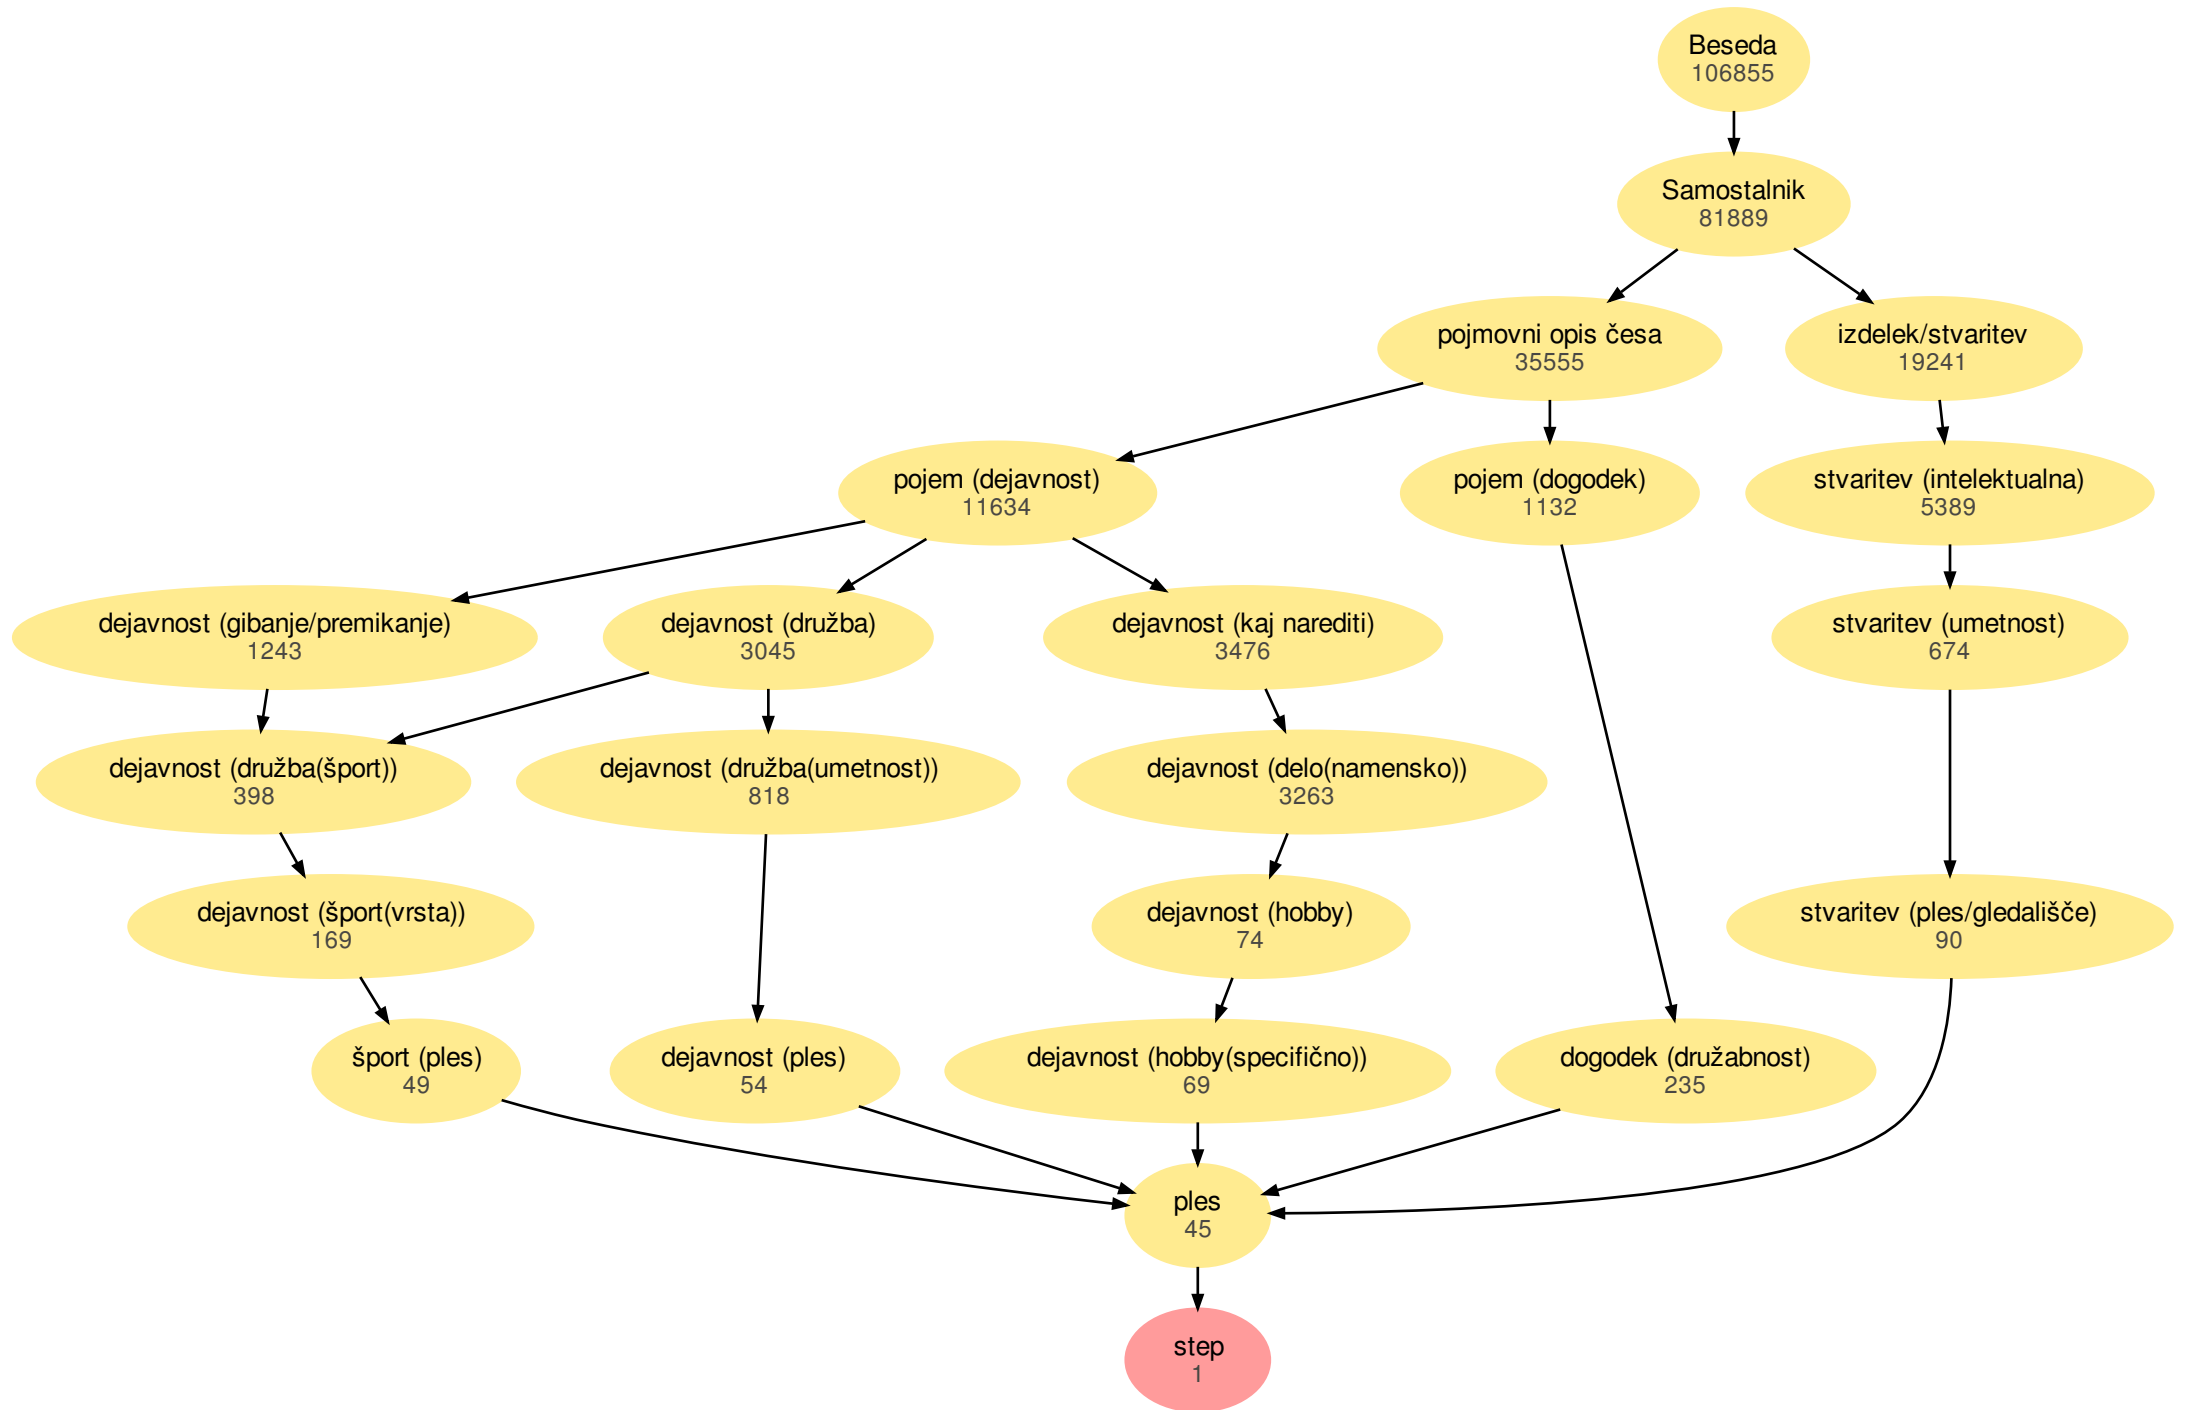 Beseda
106855
Samostalnik
81889
pojmovni opis česa
35555
izdelek/stvaritev
19241
pojem (dejavnost)
11634
pojem (dogodek)
1132
stvaritev (intelektualna)
5389
dejavnost (gibanje/premikanje)
1243
dejavnost (družba)
3045
dejavnost (kaj narediti)
3476
stvaritev (umetnost)
674
dejavnost (družba(šport))
398
dejavnost (družba(umetnost))
818
dejavnost (delo(namensko))
3263
dejavnost (šport(vrsta))
169
dejavnost (hobby)
74
stvaritev (ples/gledališče)
90
šport (ples)
49
dejavnost (ples)
54
dejavnost (hobby(specifično))
69
dogodek (družabnost)
235
ples
45
step
1